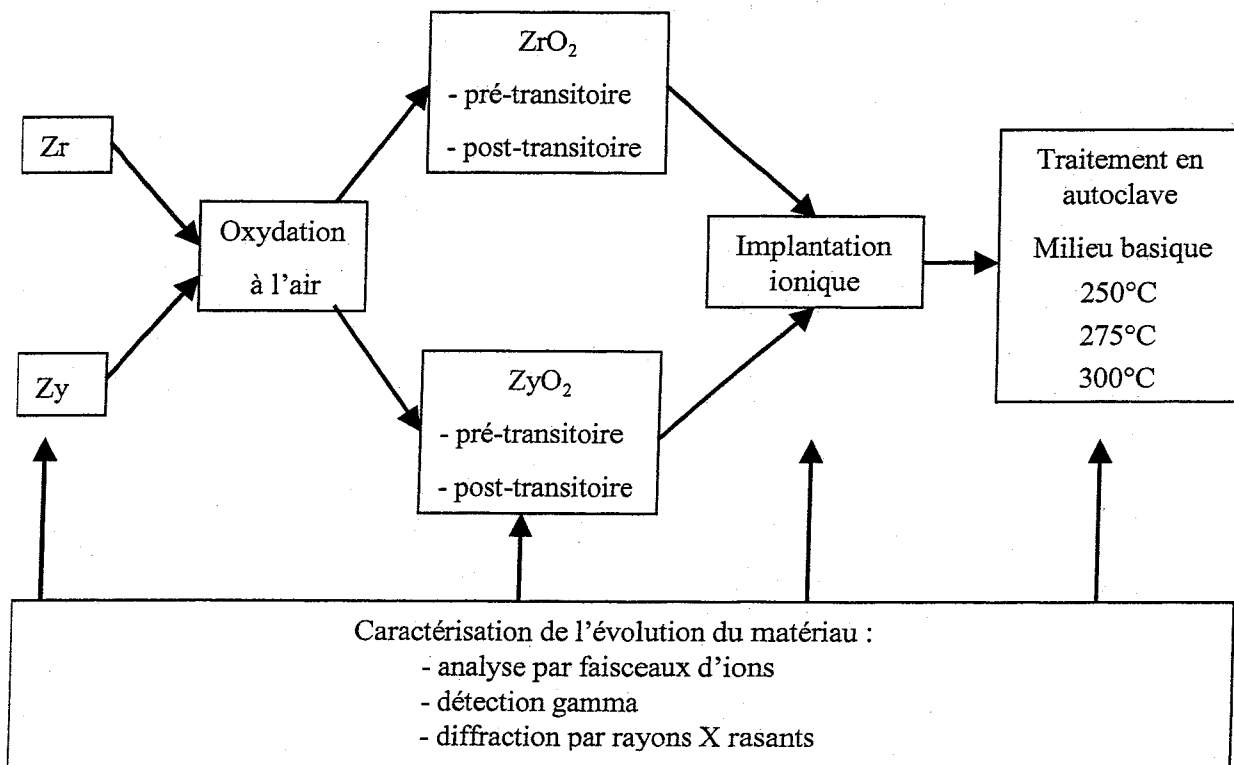 Zr
Zy
Oxydation
à l'air
ZrO₂
- pré-transitoire
- post-transitoire
ZyO₂
- pré-transitoire
- post-transitoire
Implantation
ionique
Traitement en
autoclave
Milieu basique
250°C
275°C
300°C
Caractérisation de l'évolution du matériau :
- analyse par faisceaux d'ions
- détection gamma
- diffraction par rayons X rasants